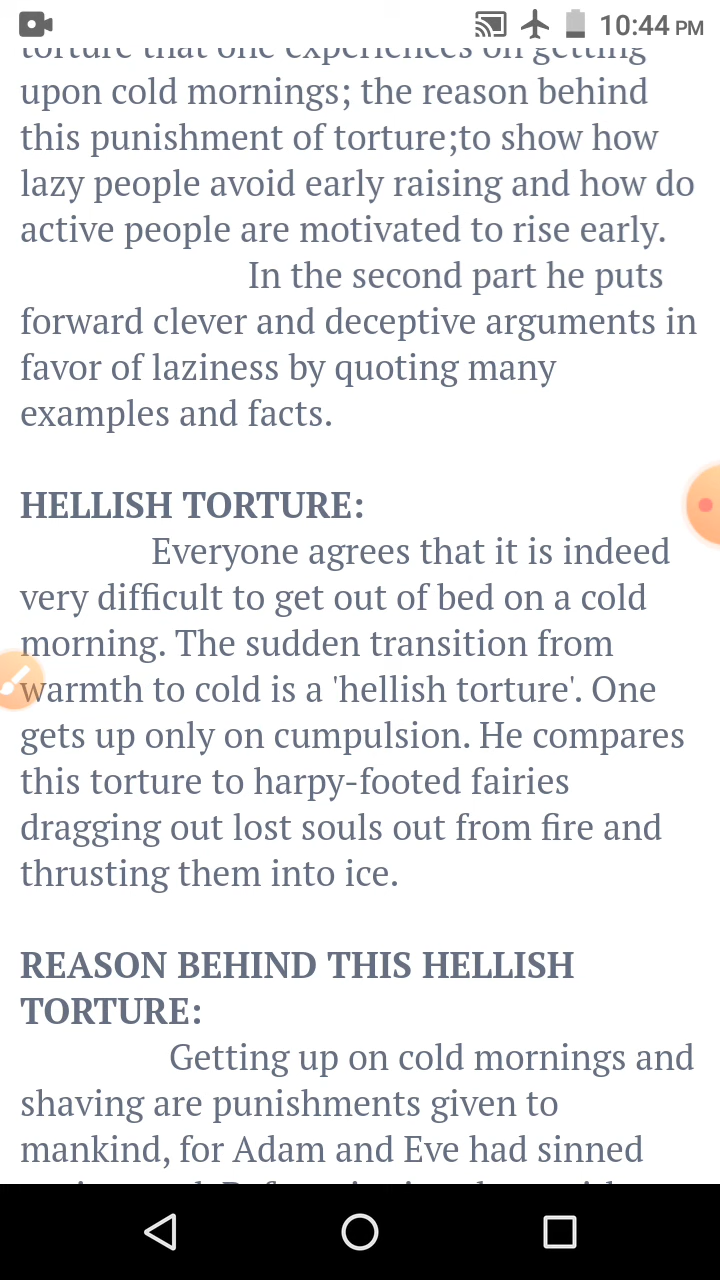 10:44 PM
torture that one experiences on getting
upon cold mornings; the reason behind
this punishment of torture;to show how
lazy people avoid early raising and how do
active people are motivated to rise early.
In the second part he puts
forward clever and deceptive arguments in
favor of laziness by quoting many
examples and facts.
HELLISH TORTURE:
Everyone agrees that it is indeed
very difficult to get out of bed on a cold
morning. The sudden transition from
warmth to cold is a 'hellish torture'. One
gets up only on cumpulsion. He compares
this torture to harpy-footed fairies
dragging out lost souls out from fire and
thrusting them into ice.
REASON BEHIND THIS HELLISH
TORTURE:
Getting up on cold mornings and
shaving are punishments given to
mankind, for Adam and Eve had sinned